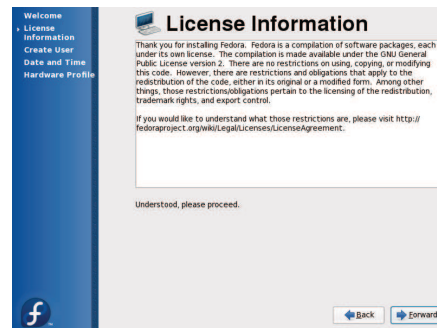 Welcome
License
Information
Create User
Date and Time
Hardware Profile
License Information
Thank you for installing Fedora. Fedora is a compilation of software packages, each
under its own license. The compilation is made available under the GNU General
Public License version 2. There are no restrictions on using, copying, or modifying
this code. However, there are restrictions and obligations that apply to the
redistribution of the code, either in its original or a modified form. Among other
things, those restrictions/obligations pertain to the licensing of the redistribution,
trademark rights, and export control.
If you would like to understand what those restrictions are, please visit http://
fedoraproject.org/wiki/Legal/Licenses/LicenseAgreement.
Understood, please proceed.
Back
Forward